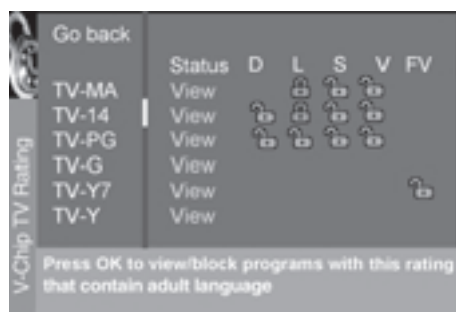 Go back
Status D L S V FV
TV-MA View
TV-14 View
TV-PG View
TV-G View
TV-Y7 View
TV-Y View
V-Chip TV Rating
Press OK to view/block programs with this rating
that contain adult language